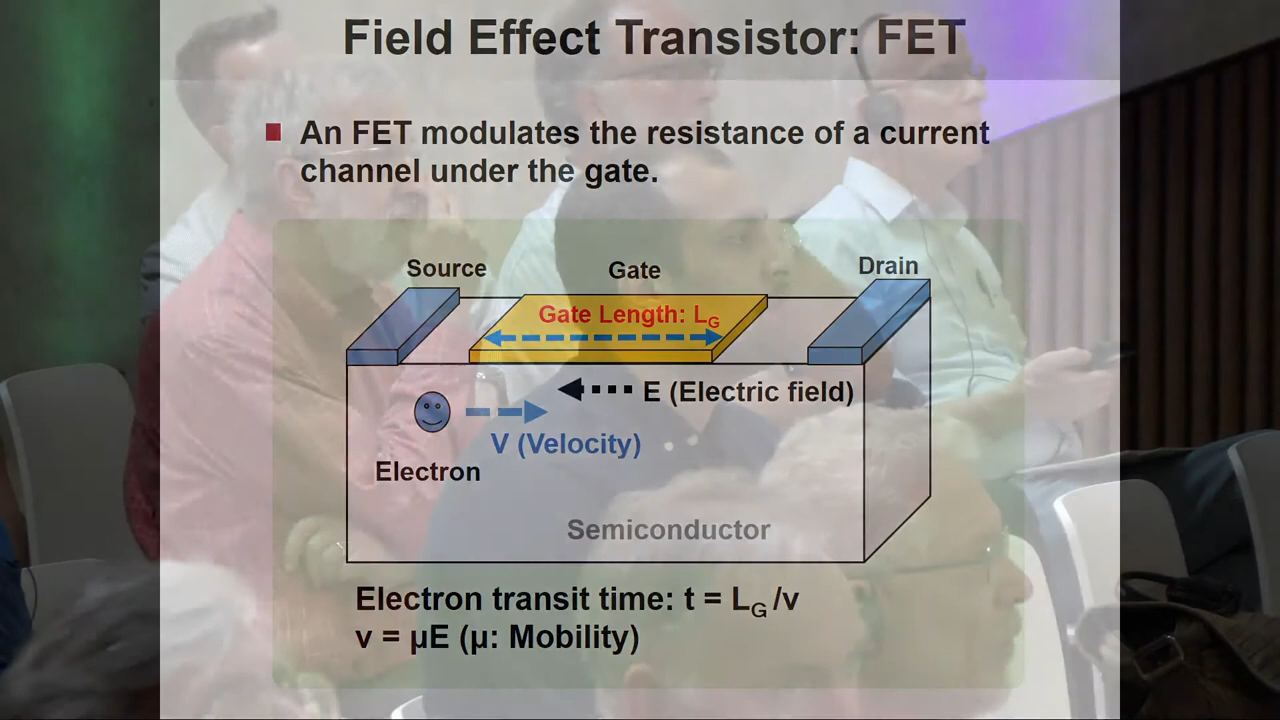 Field Effect Transistor: FET
An FET modulates the resistance of a current
channel under the gate.
Source
Gate
Drain
Gate Length: LG
E (Electric field)
V (Velocity)
Electron
Semiconductor
Electron transit time: t = LG /v
v = μE (μ: Mobility)